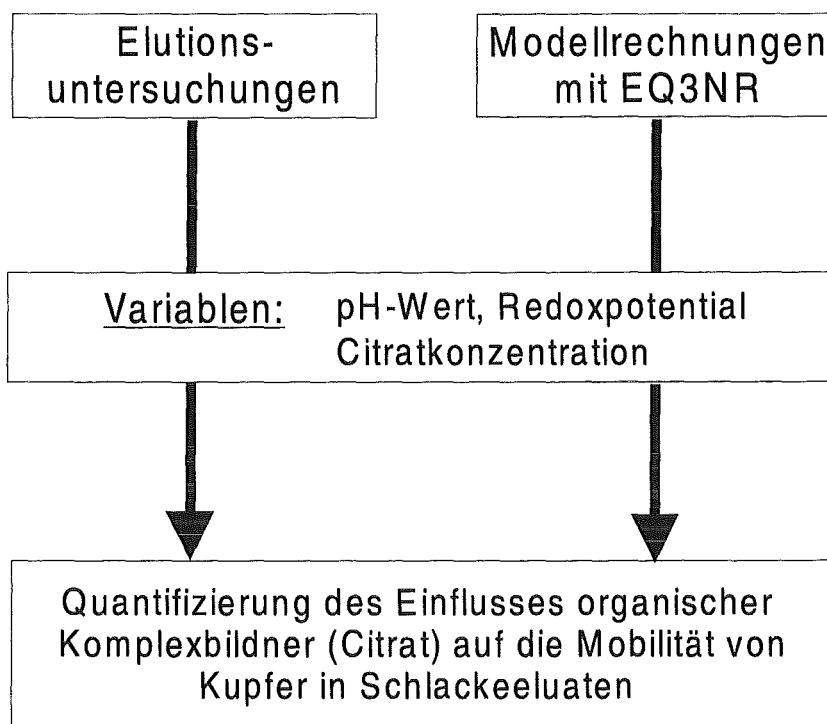 Elutions-
untersuchungen
Modellrechnungen
mit EQ3NR
Variablen: pH-Wert, Redoxpotential
Citratkonzentration
Quantifizierung des Einflusses organischer
Komplexbildner (Citrat) auf die Mobilität von
Kupfer in Schlackeeluaten